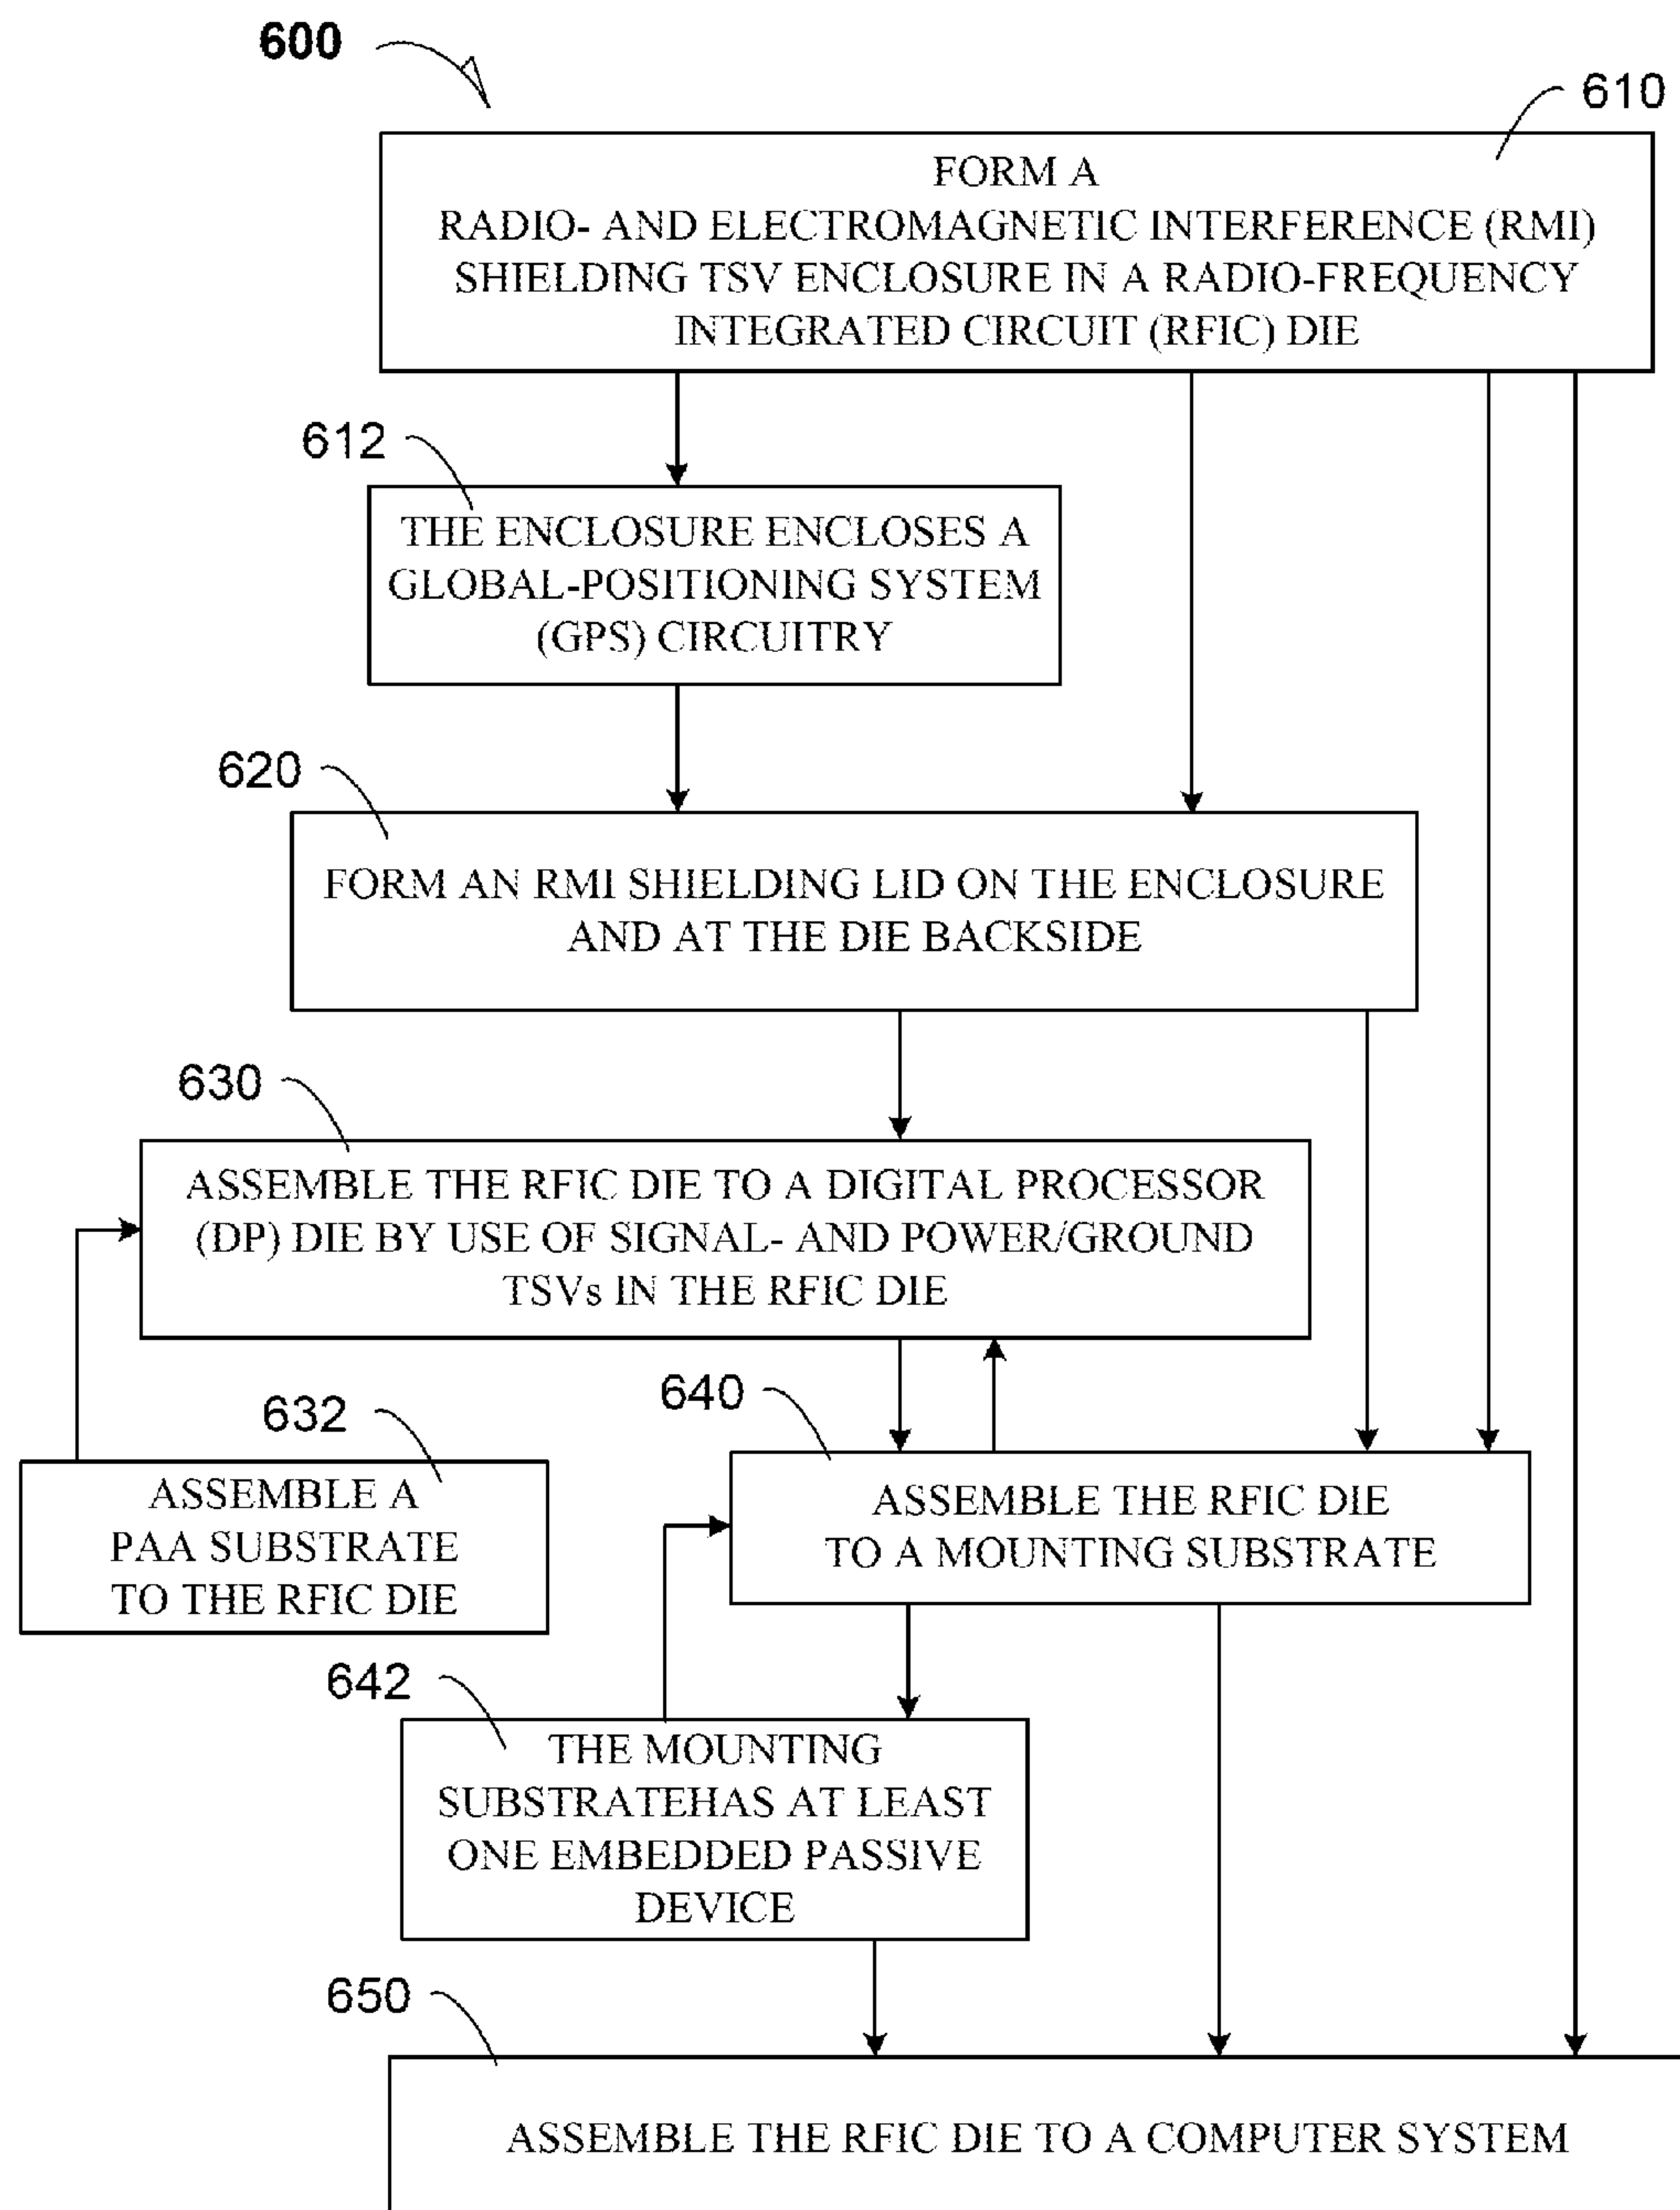 600
610
FORM A
RADIO- AND ELECTROMAGNETIC INTERFERENCE (RMI)
SHIELDING TSV ENCLOSURE IN A RADIO-FREQUENCY
INTEGRATED CIRCUIT (RFIC) DIE
612
THE ENCLOSURE ENCLOSES A
GLOBAL-POSITIONING SYSTEM
(GPS) CIRCUITRY
620
FORM AN RMI SHIELDING LID ON THE ENCLOSURE
AND AT THE DIE BACKSIDE
630
ASSEMBLE THE RFIC DIE TO A DIGITAL PROCESSOR
(DP) DIE BY USE OF SIGNAL- AND POWER/GROUND
TSVs IN THE RFIC DIE
632
ASSEMBLE A
PAA SUBSTRATE
TO THE RFIC DIE
640
ASSEMBLE THE RFIC DIE
TO A MOUNTING SUBSTRATE
642
THE MOUNTING
SUBSTRATEHAS AT LEAST
ONE EMBEDDED PASSIVE
DEVICE
650
ASSEMBLE THE RFIC DIE TO A COMPUTER SYSTEM